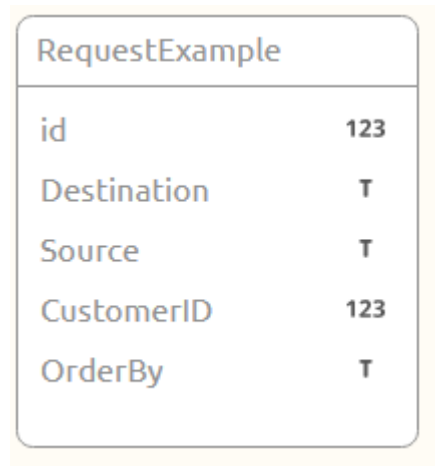 RequestExample
id 123
Destination T
Source T
CustomerID 123
OrderBy T